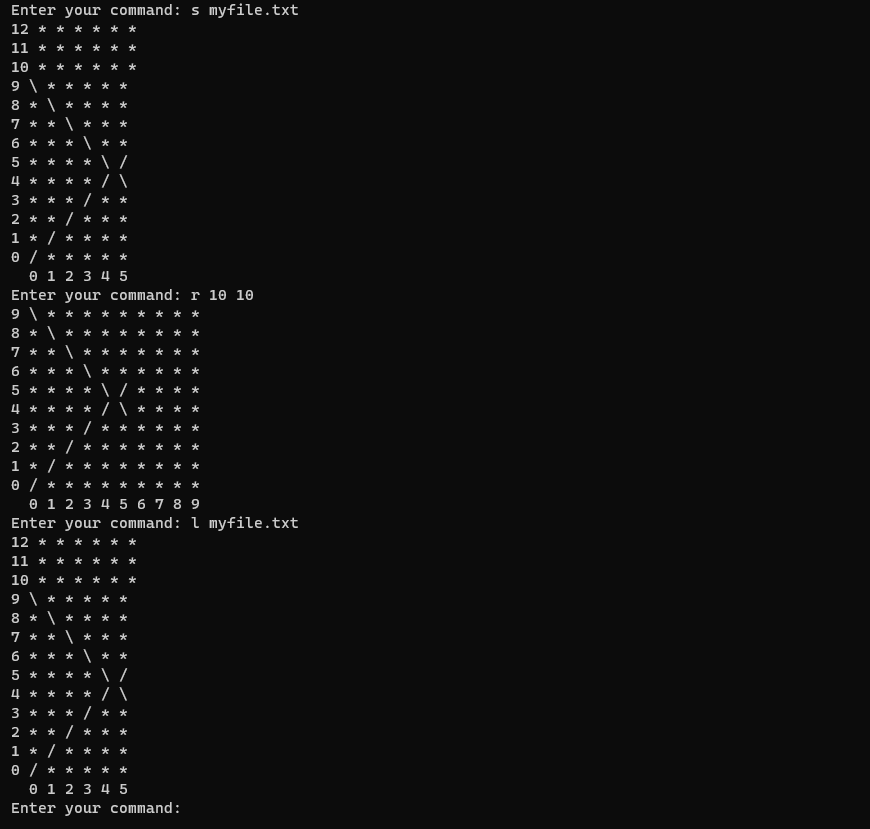 Enter your command: s myfile.txt
12 * * * * * *
11 * * * * * *
10 * * * * * *
9 \ * * * * *
8 * \ * * * *
7 * * \ * * *
6 * * * \ * *
5 * * * * \ /
4 * * * * / \
3 * * * / * *
2 * * / * * *
1 * / * * * *
0 / * * * * *
  0 1 2 3 4 5
Enter your command: r 10 10
9 \ * * * * * * * * *
8 * \ * * * * * * * *
7 * * \ * * * * * * *
6 * * * \ * * * * * *
5 * * * * \ / * * * *
4 * * * * / \ * * * *
3 * * * / * * * * * *
2 * * / * * * * * * *
1 * / * * * * * * * *
0 / * * * * * * * * *
  0 1 2 3 4 5 6 7 8 9
Enter your command: l myfile.txt
12 * * * * * *
11 * * * * * *
10 * * * * * *
9 \ * * * * *
8 * \ * * * *
7 * * \ * * *
6 * * * \ * *
5 * * * * \ /
4 * * * * / \
3 * * * / * *
2 * * / * * *
1 * / * * * *
0 / * * * * *
  0 1 2 3 4 5
Enter your command: